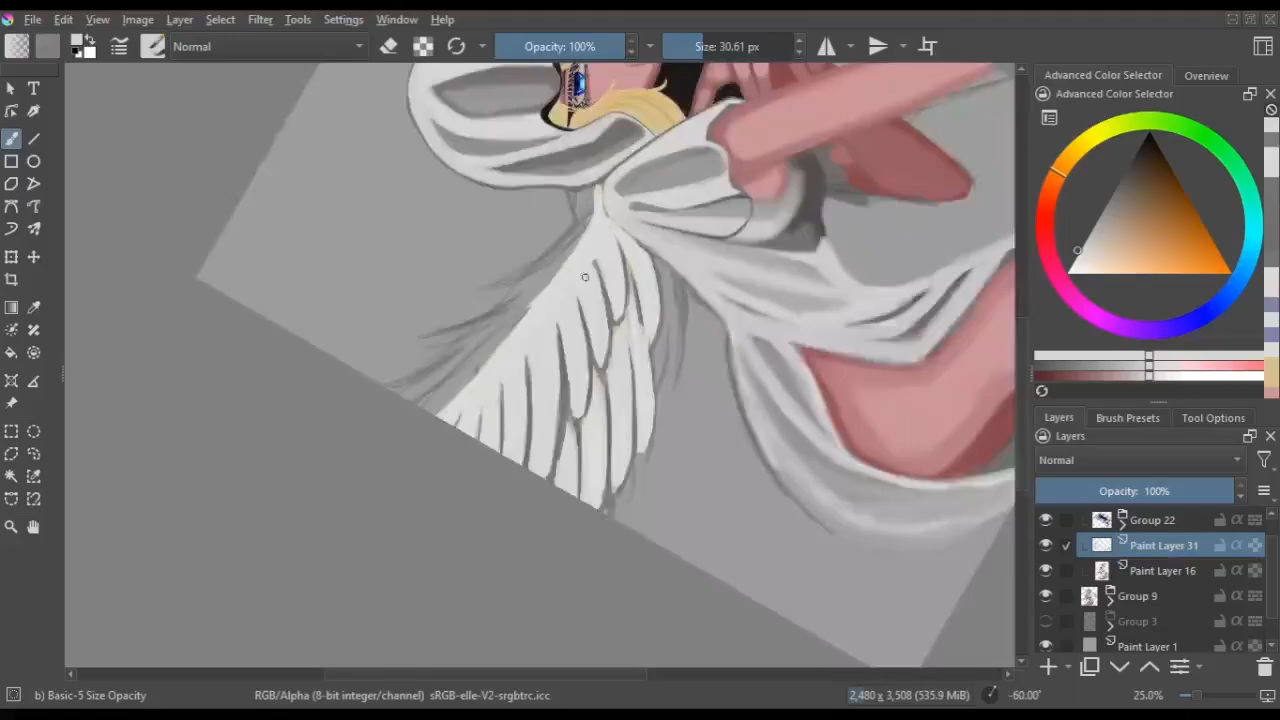 File Edit View Image Layer Select Filter Tools Settings Window Help
Normal Opacity: 100% Size: 30.61 px
Advanced Color Selector Overview
Advanced Color Selector
Layers Brush Presets Tool Options
Layers
Normal
Opacity: 100%
Group 22
Paint Layer 31
Paint Layer 16
Group 9
Group 3
Paint Layer 1
b) Basic-5 Size Opacity RGB/Alpha (8-bit integer/channel) sRGB-elle-V2-srgbtrc.icc 2,480 x 3,508 (535.9 MiB) -60.00° 25.0%